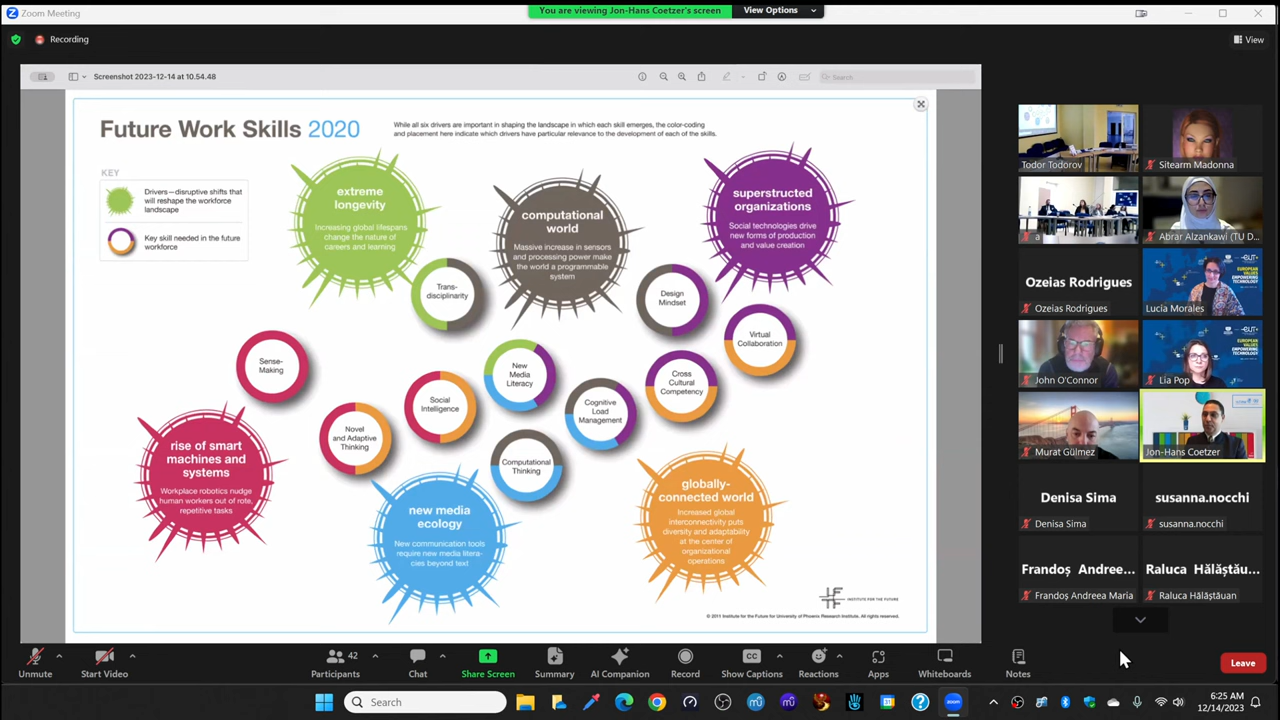 Zoom Meeting
You are viewing Jon-Hans Coetzer's screen
View Options
Recording
View
Screenshot 2023-12-14 at 10.54.48
Search
Future Work Skills 2020
While all six drivers are important in shaping the landscape in which each skill emerges, the color-coding
and placement here indicate which drivers have particular relevance to the development of each of the skills.
KEY
Drivers—disruptive shifts that
will reshape the workforce
landscape
Key skill needed in the future
workforce
extreme
longevity
Increasing global lifespans
change the nature of
careers and learning
computational
world
Massive increase in sensors
and processing power make
the world a programmable
system
superstructed
organizations
Social technologies drive
new forms of production
and value creation
Trans-
disciplinarity
Design
Mindset
Virtual
Collaboration
Sense-
Making
New
Media
Literacy
Cross
Cultural
Competency
Social
Intelligence
Cognitive
Load
Management
Novel
and Adaptive
Thinking
Computational
Thinking
rise of smart
machines and
systems
Workplace robotics nudge
human workers out of rote,
repetitive tasks
new media
ecology
New communication tools
require new media litera-
cies beyond text
globally-
connected world
Increased global
interconnectivity puts
diversity and adaptability
at the center of
organizational
operations
INSTITUTE FOR THE FUTURE
© 2011 Institute for the Future for University of Phoenix Research Institute. All rights reserved.
Todor Todorov
Sitearm Madonna
a
Abrar Alzankawi (TU D...
Ozeias Rodrigues
Ozeias Rodrigues
EUROPEAN
VALUES
EMPOWERING
TECHNOLOGY
Lucía Morales
John O'Connor
EUROPEAN
VALUES
EMPOWERING
TECHNOLOGY
Lia Pop
Murat Gülmez
Jon-Hans Coetzer
Denisa Sima
Denisa Sima
susanna.nocchi
susanna.nocchi
Frandoș Andree...
Frandoș Andreea Maria
Raluca Hălăștău...
Raluca Hălăștăuan
Unmute
Start Video
42
Participants
Chat
Share Screen
Summary
AI Companion
Record
CC
Show Captions
Reactions
Apps
Whiteboards
Notes
Leave
Search
6:25 AM
12/14/2023